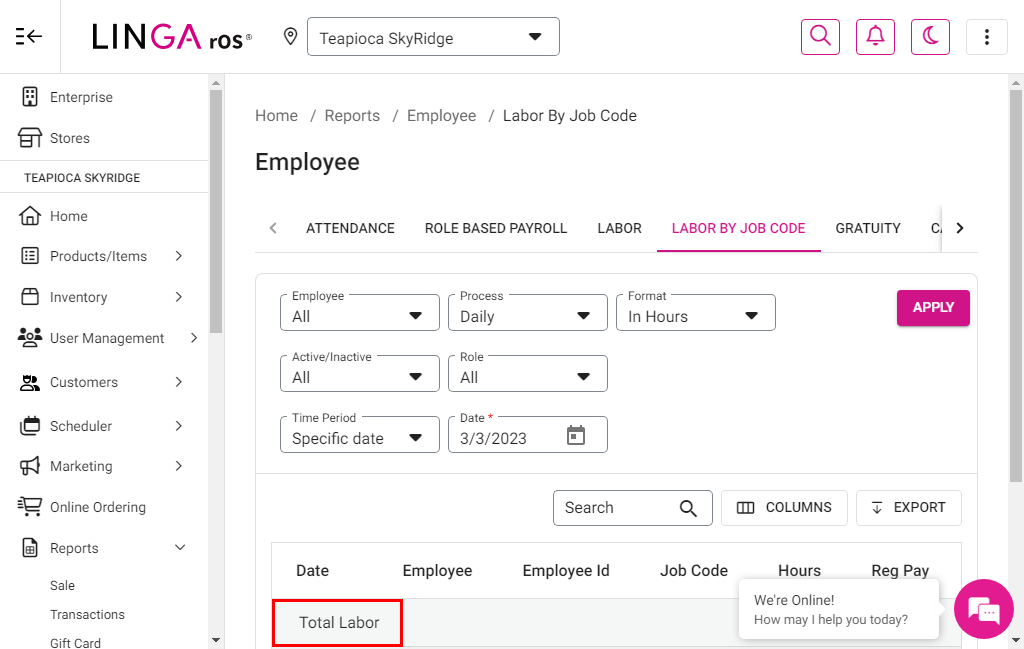 LINGA ros®
Teapioca SkyRidge
Enterprise
Stores
TEAPIOCA SKYRIDGE
Home
Products/Items
Inventory
User Management
Customers
Scheduler
Marketing
Online Ordering
Reports
Sale
Transactions
Gift Card
Home / Reports / Employee / Labor By Job Code
Employee
ATTENDANCE ROLE BASED PAYROLL LABOR LABOR BY JOB CODE GRATUITY
Employee Process Format
All Daily In Hours
APPLY
Active/Inactive Role
All All
Time Period Date *
Specific date 3/3/2023
Search COLUMNS EXPORT
Date Employee Employee Id Job Code Hours Reg Pay
Total Labor
We're Online!
How may I help you today?